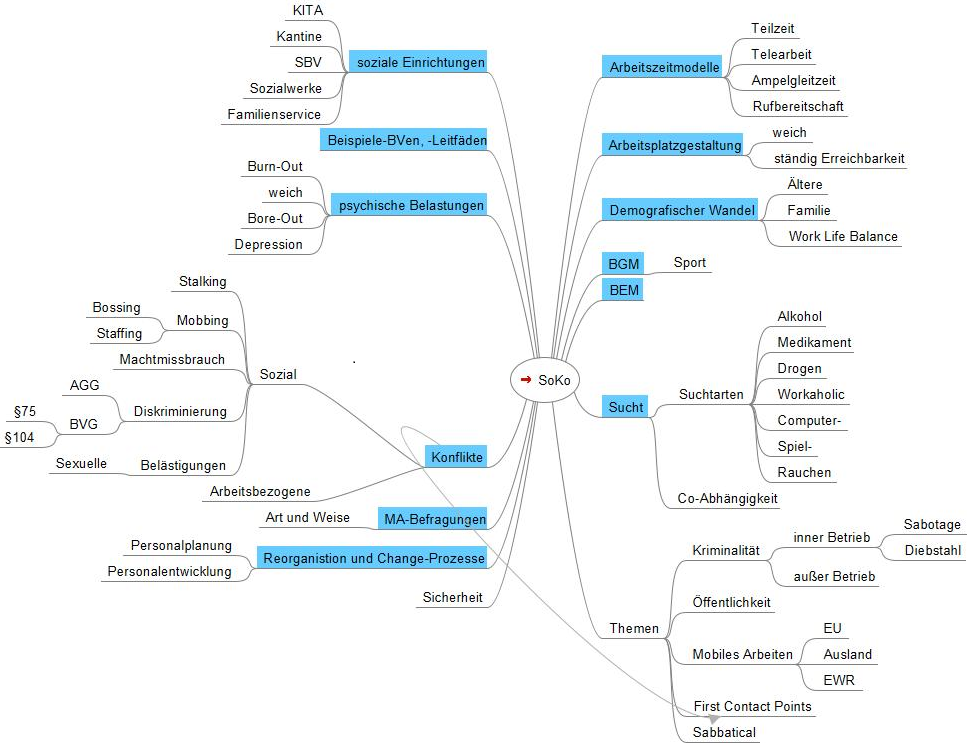 KITA
Kantine
SBV
Sozialwerke
Familienservice
soziale Einrichtungen
Beispiele-BVen, -Leitfäden
Burn-Out
weich
Bore-Out
Depression
psychische Belastungen
Stalking
Bossing
Staffing
Mobbing
Machtmissbrauch
AGG
§75
§104
BVG
Diskriminierung
Sexuelle
Belästigungen
Sozial
Arbeitsbezogene
Konflikte
Art und Weise
MA-Befragungen
Personalplanung
Personalentwicklung
Reorganistion und Change-Prozesse
Sicherheit
SoKo
Arbeitszeitmodelle
Teilzeit
Telearbeit
Ampelgleitzeit
Rufbereitschaft
Arbeitsplatzgestaltung
weich
ständig Erreichbarkeit
Demografischer Wandel
Ältere
Familie
Work Life Balance
BGM
Sport
BEM
Sucht
Suchtarten
Alkohol
Medikament
Drogen
Workaholic
Computer-
Spiel-
Rauchen
Co-Abhängigkeit
Themen
Kriminalität
inner Betrieb
Sabotage
Diebstahl
außer Betrieb
Öffentlichkeit
Mobiles Arbeiten
EU
Ausland
EWR
First Contact Points
Sabbatical